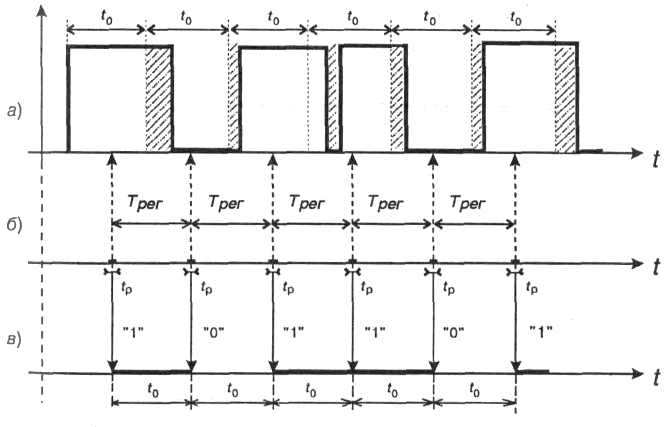 t₀ t₀ t₀ t₀ t₀ t₀
а)
t
Tрег Tрег Tрег Tрег Tрег
б)
t
tр tр tр tр tр tр
"1" "0" "1" "1" "0" "1"
в)
t
t₀ t₀ t₀ t₀ t₀